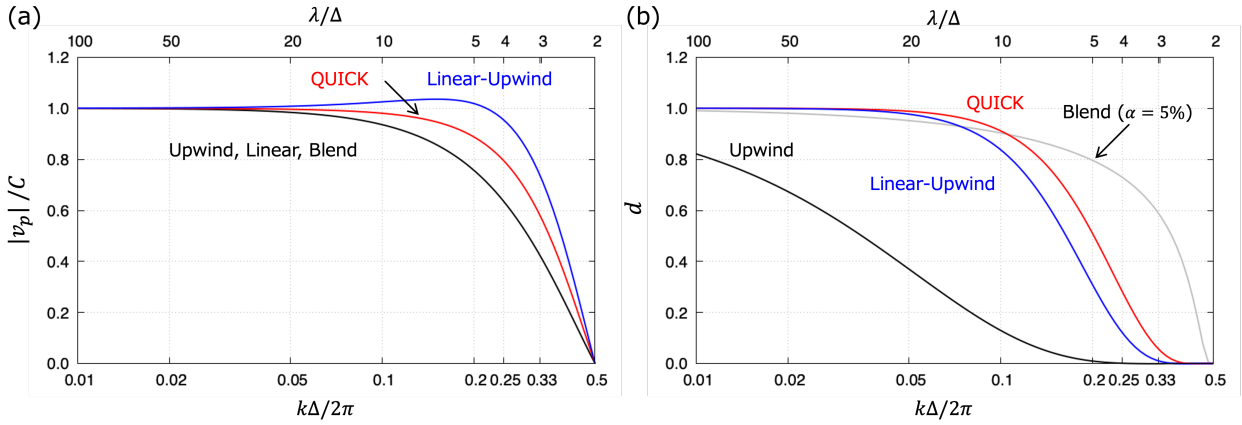 (a)
λ/Δ
100 50 20 10 5 4 3 2
1.2
1.0
0.8
0.6
0.4
0.2
0.0
|v_p|/C
QUICK
Linear-Upwind
Upwind, Linear, Blend
0.01 0.02 0.05 0.1 0.2 0.25 0.33 0.5
kΔ/2π
(b)
λ/Δ
100 50 20 10 5 4 3 2
1.2
1.0
0.8
0.6
0.4
0.2
0.0
d
QUICK
Blend (α = 5%)
Upwind
Linear-Upwind
0.01 0.02 0.05 0.1 0.2 0.25 0.33 0.5
kΔ/2π